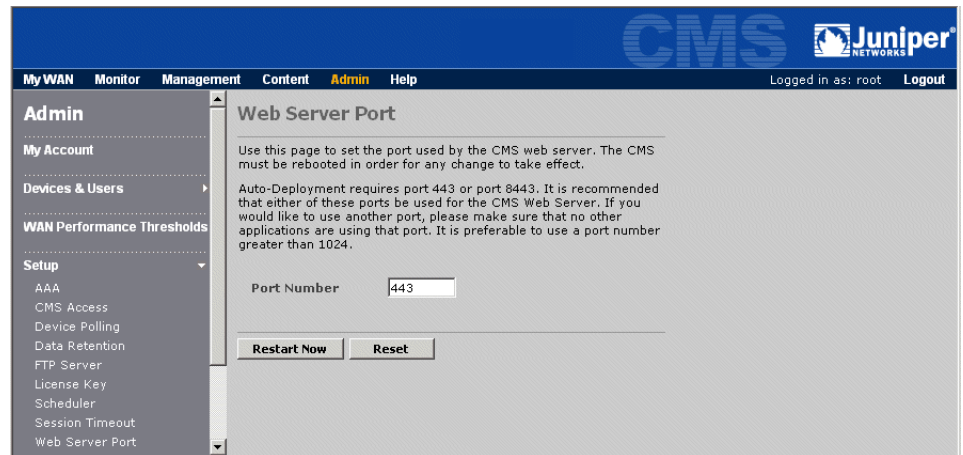 CMS
Juniper®
NETWORKS
My WAN Monitor Management Content Admin Help Logged in as: root Logout
Admin
My Account
Devices & Users
WAN Performance Thresholds
Setup
AAA
CMS Access
Device Polling
Data Retention
FTP Server
License Key
Scheduler
Session Timeout
Web Server Port
Web Server Port
Use this page to set the port used by the CMS web server. The CMS
must be rebooted in order for any change to take effect.
Auto-Deployment requires port 443 or port 8443. It is recommended
that either of these ports be used for the CMS Web Server. If you
would like to use another port, please make sure that no other
applications are using that port. It is preferable to use a port number
greater than 1024.
Port Number 443
Restart Now Reset